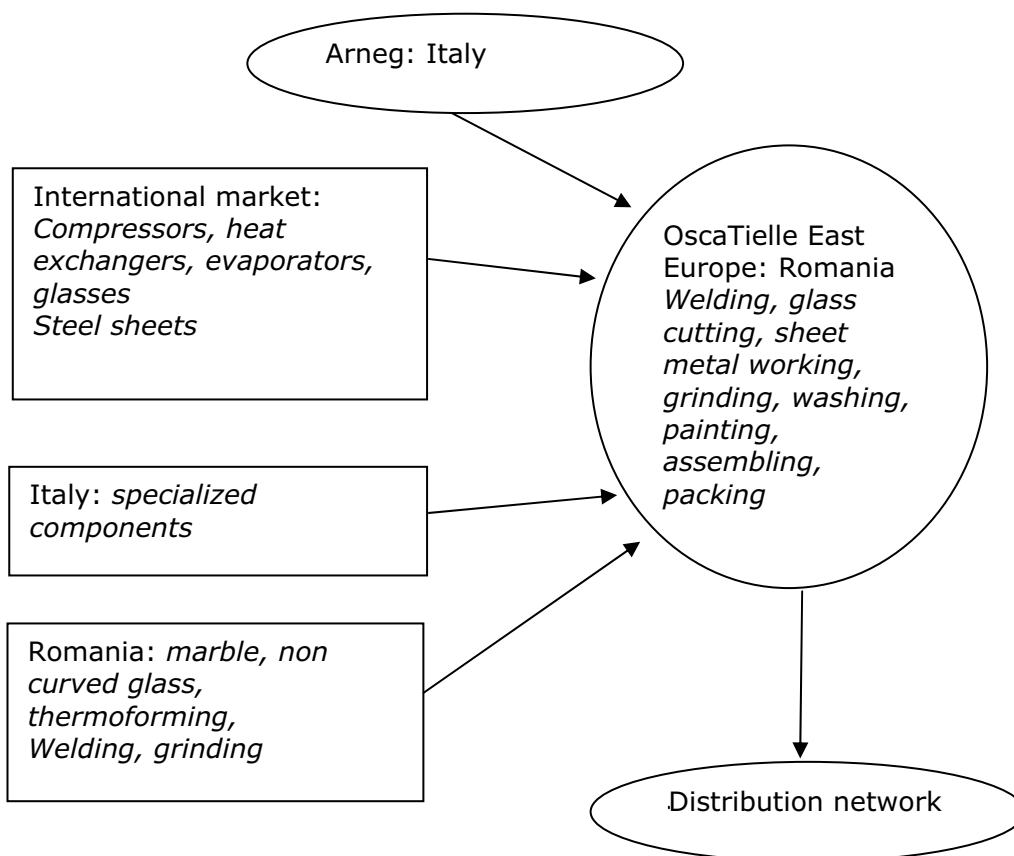 Arneg: Italy
International market:
Compressors, heat
exchangers, evaporators,
glasses
Steel sheets
OscaTielle East
Europe: Romania
Welding, glass
cutting, sheet
metal working,
grinding, washing,
painting,
assembling,
packing
Italy: specialized
components
Romania: marble, non
curved glass,
thermoforming,
Welding, grinding
.Distribution network